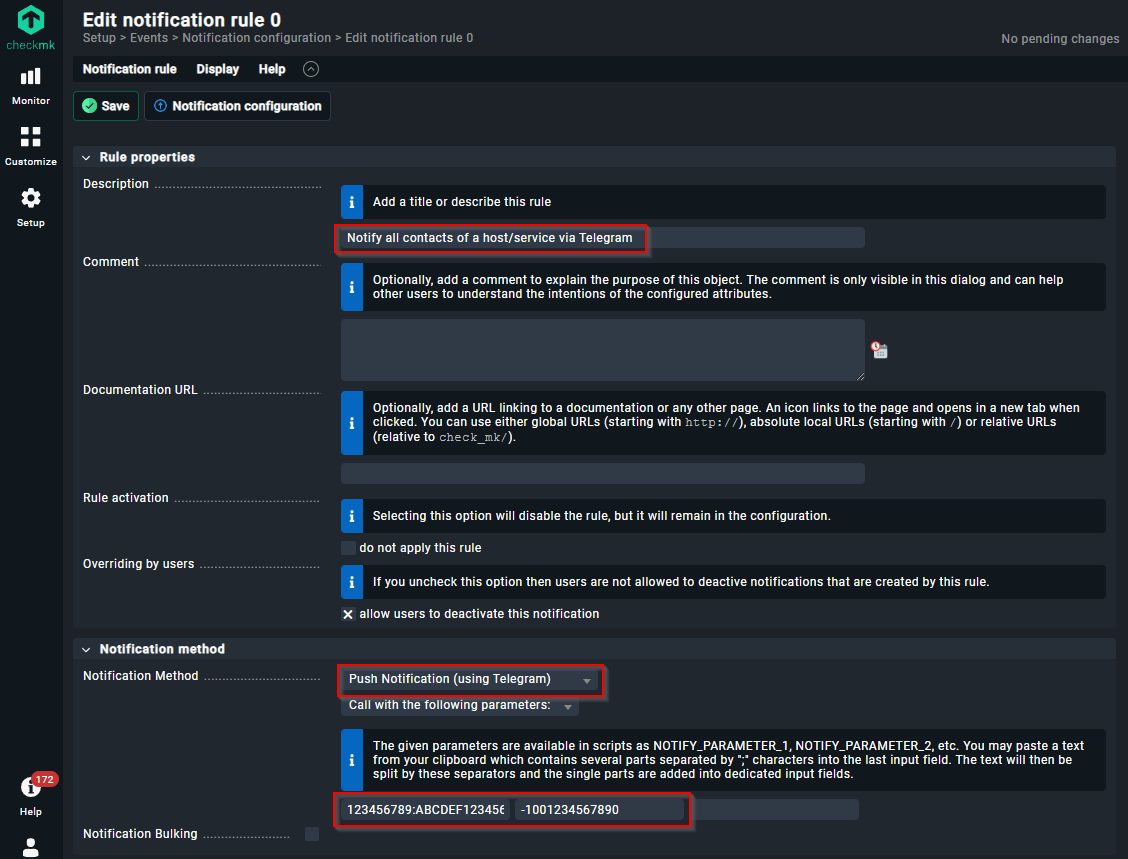 checkmk
Monitor
Customize
Setup
172
Help
Edit notification rule 0
Setup > Events > Notification configuration > Edit notification rule 0
No pending changes
Notification rule Display Help
Save Notification configuration
Rule properties
Description
Add a title or describe this rule
Notify all contacts of a host/service via Telegram
Comment
Optionally, add a comment to explain the purpose of this object. The comment is only visible in this dialog and can help
other users to understand the intentions of the configured attributes.
Documentation URL
Optionally, add a URL linking to a documentation or any other page. An icon links to the page and opens in a new tab when
clicked. You can use either global URLs (starting with http://), absolute local URLs (starting with /) or relative URLs
(relative to check_mk/).
Rule activation
Selecting this option will disable the rule, but it will remain in the configuration.
do not apply this rule
Overriding by users
If you uncheck this option then users are not allowed to deactive notifications that are created by this rule.
allow users to deactivate this notification
Notification method
Notification Method
Push Notification (using Telegram)
Call with the following parameters:
The given parameters are available in scripts as NOTIFY_PARAMETER_1, NOTIFY_PARAMETER_2, etc. You may paste a text
from your clipboard which contains several parts separated by ";" characters into the last input field. The text will then be
split by these separators and the single parts are added into dedicated input fields.
123456789:ABCDEF123456 -1001234567890
Notification Bulking